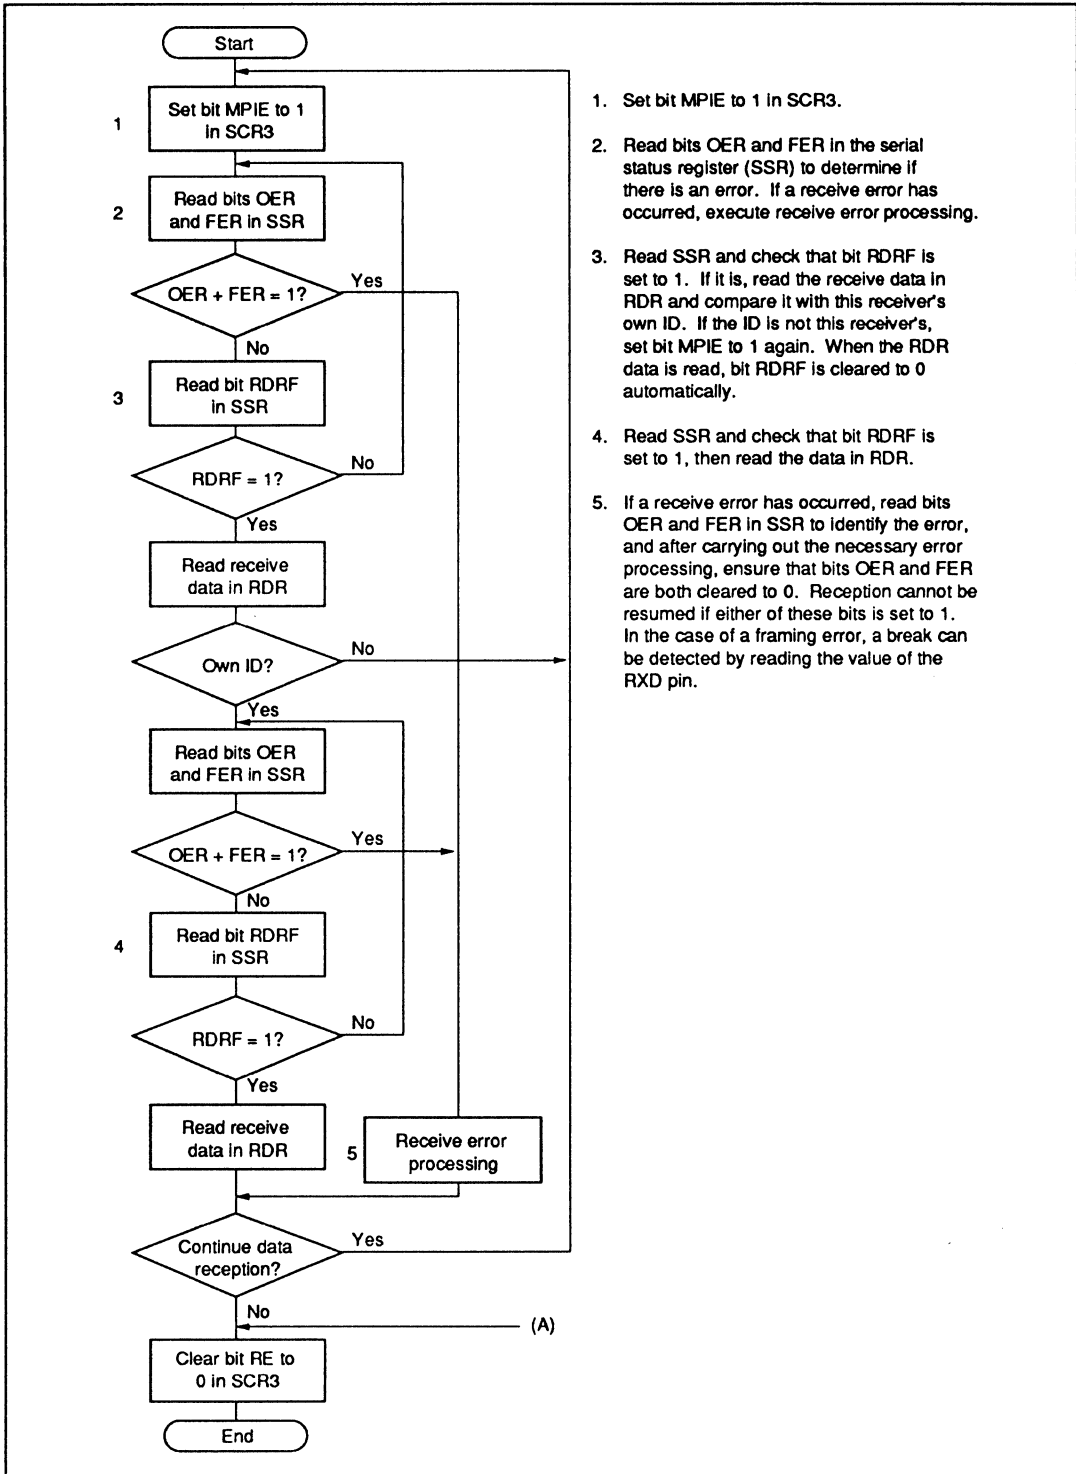 Start
1
Set bit MPIE to 1
in SCR3
2
Read bits OER
and FER in SSR
OER + FER = 1?
Yes
No
3
Read bit RDRF
in SSR
RDRF = 1?
No
Yes
Read receive
data in RDR
Own ID?
No
Yes
Read bits OER
and FER in SSR
OER + FER = 1?
Yes
No
4
Read bit RDRF
in SSR
RDRF = 1?
No
Yes
Read receive
data in RDR
5
Receive error
processing
Continue data
reception?
Yes
No
(A)
Clear bit RE to
0 in SCR3
End
1. Set bit MPIE to 1 in SCR3.
2. Read bits OER and FER in the serial
status register (SSR) to determine if
there is an error. If a receive error has
occurred, execute receive error processing.
3. Read SSR and check that bit RDRF is
set to 1. If it is, read the receive data in
RDR and compare it with this receiver's
own ID. If the ID is not this receiver's,
set bit MPIE to 1 again. When the RDR
data is read, bit RDRF is cleared to 0
automatically.
4. Read SSR and check that bit RDRF is
set to 1, then read the data in RDR.
5. If a receive error has occurred, read bits
OER and FER in SSR to identify the error,
and after carrying out the necessary error
processing, ensure that bits OER and FER
are both cleared to 0. Reception cannot be
resumed if either of these bits is set to 1.
In the case of a framing error, a break can
be detected by reading the value of the
RXD pin.